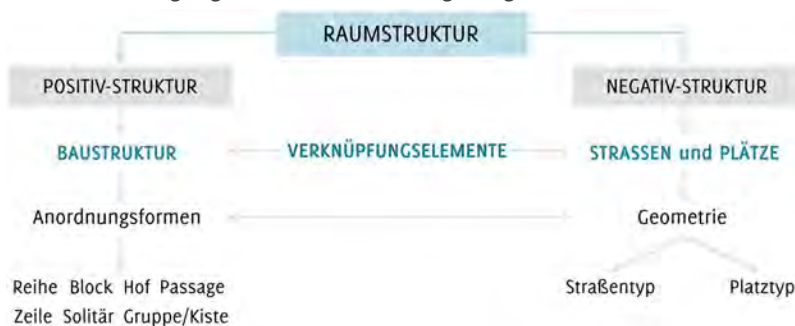 RAUMSTRUKTUR
POSITIV-STRUKTUR NEGATIV-STRUKTUR
BAUSTRUKTUR VERKNÜPFUNGSELEMENTE STRASSEN und PLÄTZE
Anordnungsformen Geometrie
Reihe Block Hof Passage Straßentyp Platztyp
Zeile Solitär Gruppe/Kiste